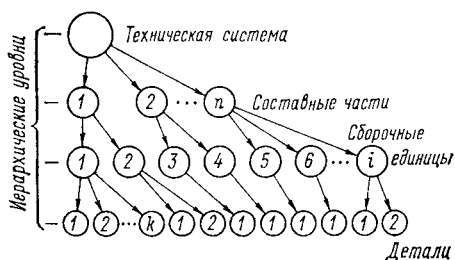 Техническая система
Иерархические уровни
1 2 ... n Составные части
Сборочные
1 2 3 4 5 6 ... i единицы
1 2 ... k 1 2 1 1 1 1 1 2
Детали